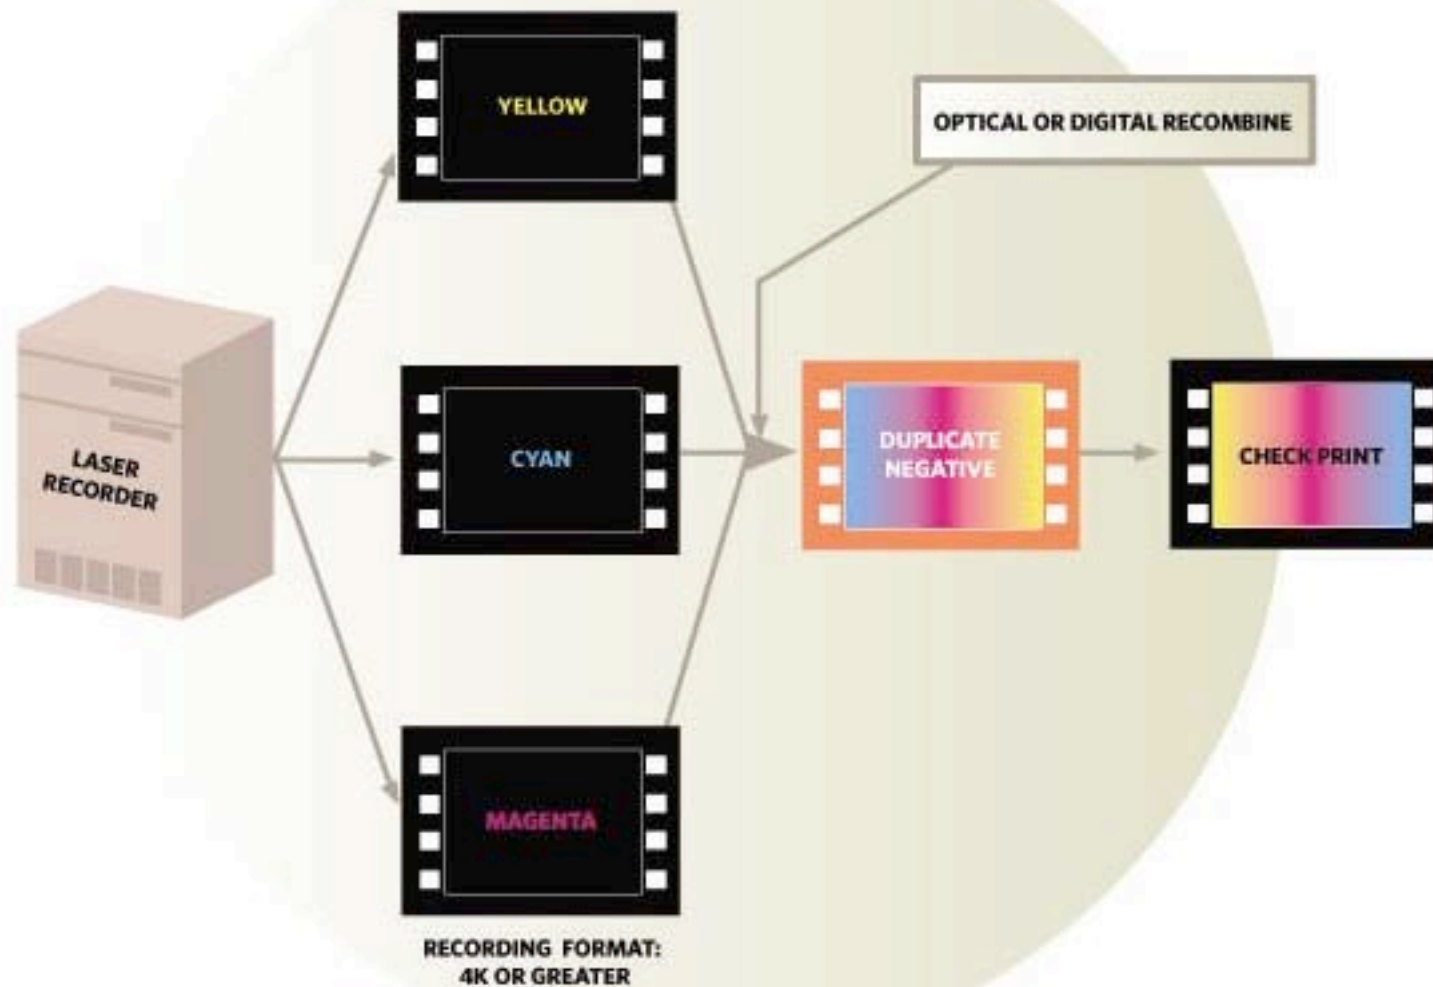 YELLOW
OPTICAL OR DIGITAL RECOMBINE
LASER
RECORDER
CYAN
DUPLICATE
NEGATIVE
CHECK PRINT
MAGENTA
RECORDING FORMAT:
4K OR GREATER